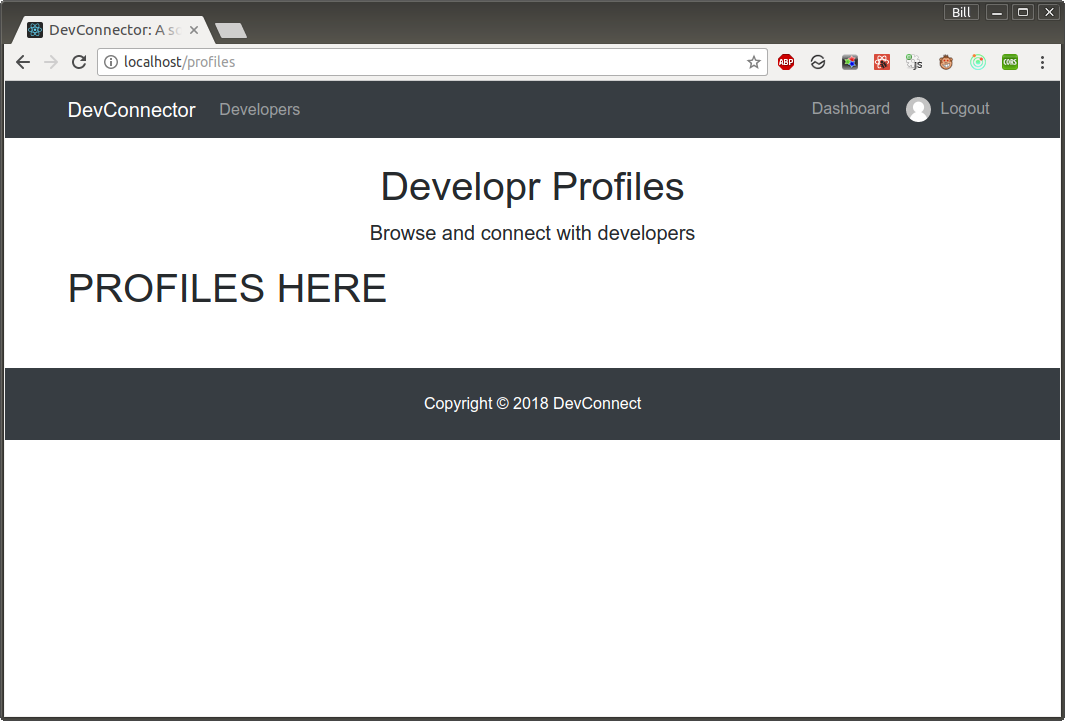 Bill
DevConnector: A so
localhost/profiles
ABP
JS
CORS
DevConnector Developers Dashboard Logout
Developr Profiles
Browse and connect with developers
PROFILES HERE
Copyright © 2018 DevConnect